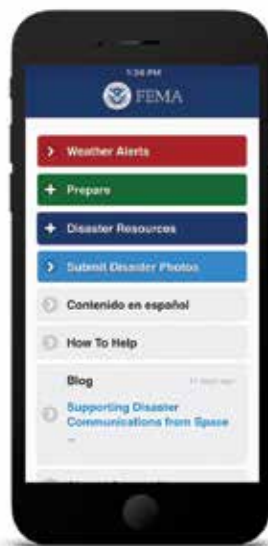 1:36 PM
FEMA
Weather Alerts
Prepare
Disaster Resources
Submit Disaster Photos
Contenido en español
How To Help
Blog
Supporting Disaster
Communications from Space
...